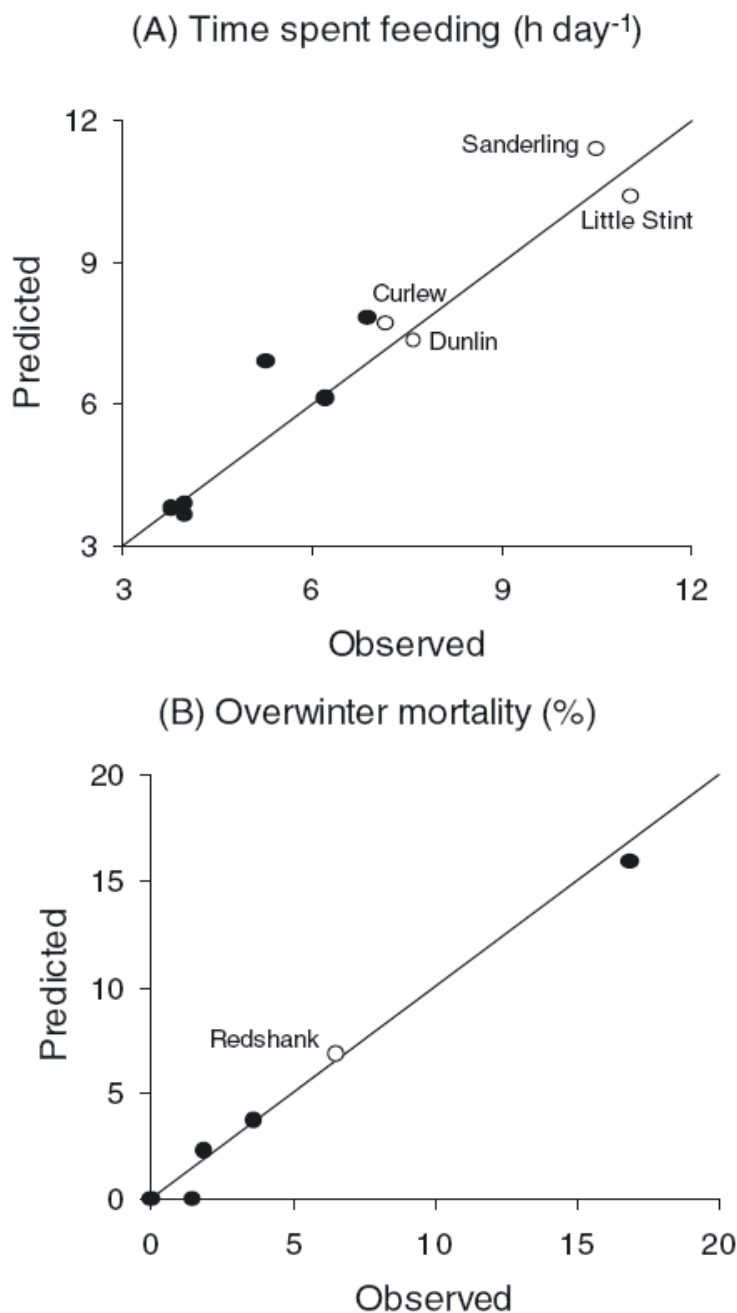 (A) Time spent feeding (h day⁻¹)
12
Sanderling
Little Stint
9
Curlew
Dunlin
Predicted
6
3
3 6 9 12
Observed
(B) Overwinter mortality (%)
20
15
Predicted
10
Redshank
5
0
0 5 10 15 20
Observed